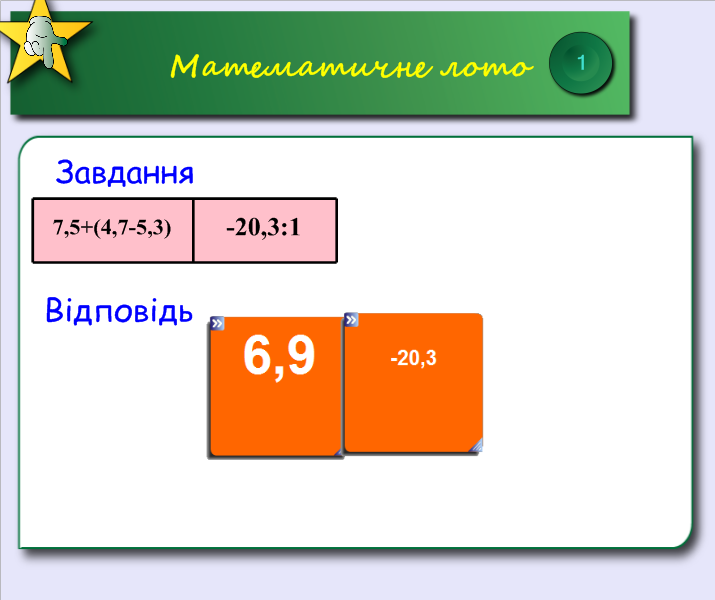 Математичне лото
1
Завдання
7,5+(4,7-5,3) -20,3:1
Відповідь
6,9 -20,3